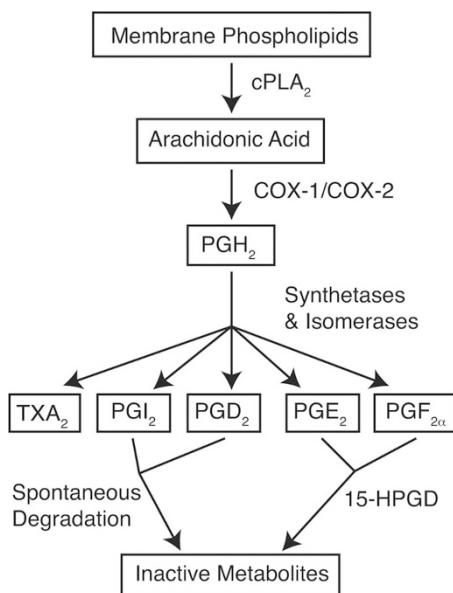 Membrane Phospholipids
cPLA₂
Arachidonic Acid
COX-1/COX-2
PGH₂
Synthetases
& Isomerases
TXA₂ PGI₂ PGD₂ PGE₂ PGF₂α
Spontaneous
Degradation
15-HPGD
Inactive Metabolites